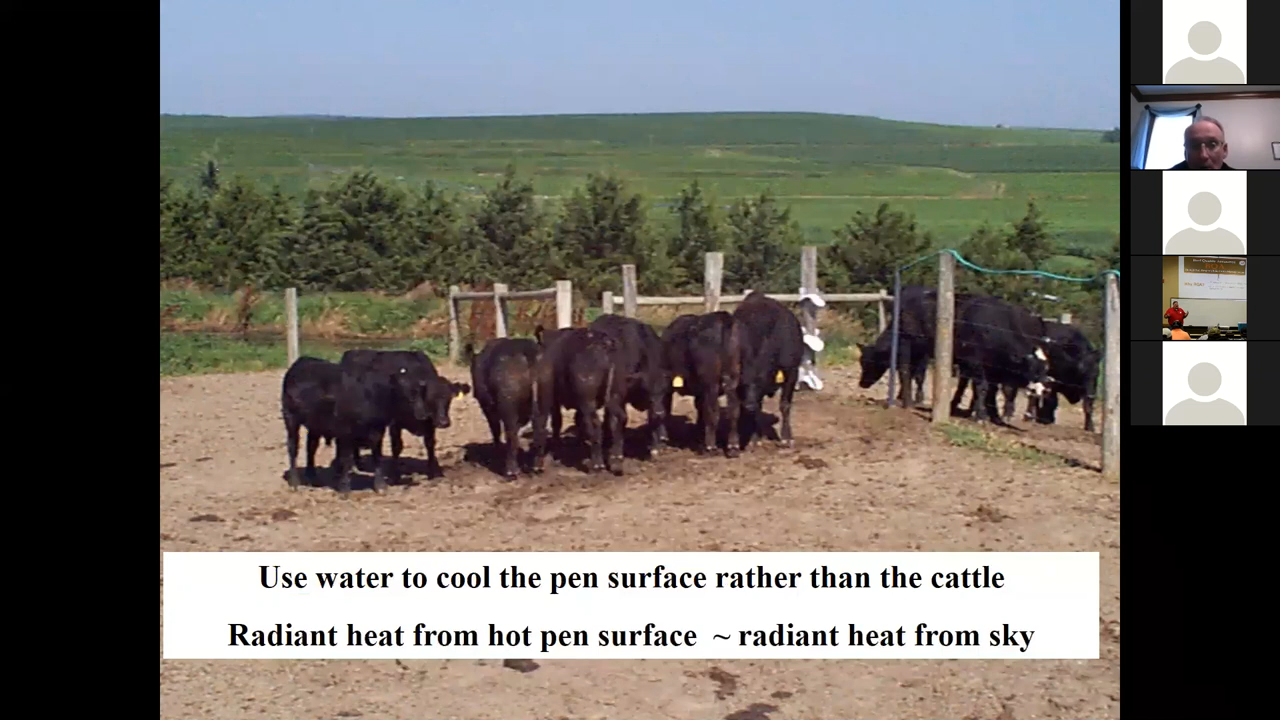 Use water to cool the pen surface rather than the cattle
Radiant heat from hot pen surface ~ radiant heat from sky